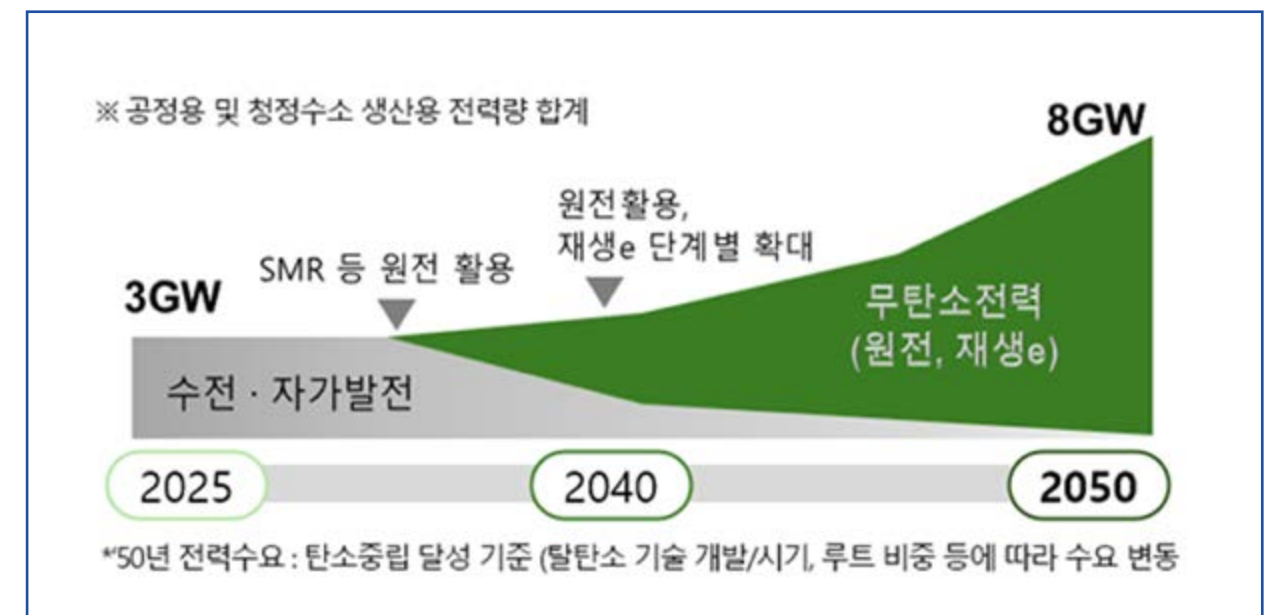 ※ 공정용 및 청정수소 생산용 전력량 합계
8GW
원전활용,
재생e 단계별 확대
SMR 등 원전 활용
3GW
무탄소전력
(원전, 재생e)
수전 · 자가발전
2025
2040
2050
*'50년 전력수요 : 탄소중립 달성 기준 (탈탄소 기술 개발/시기, 루트 비중 등에 따라 수요 변동